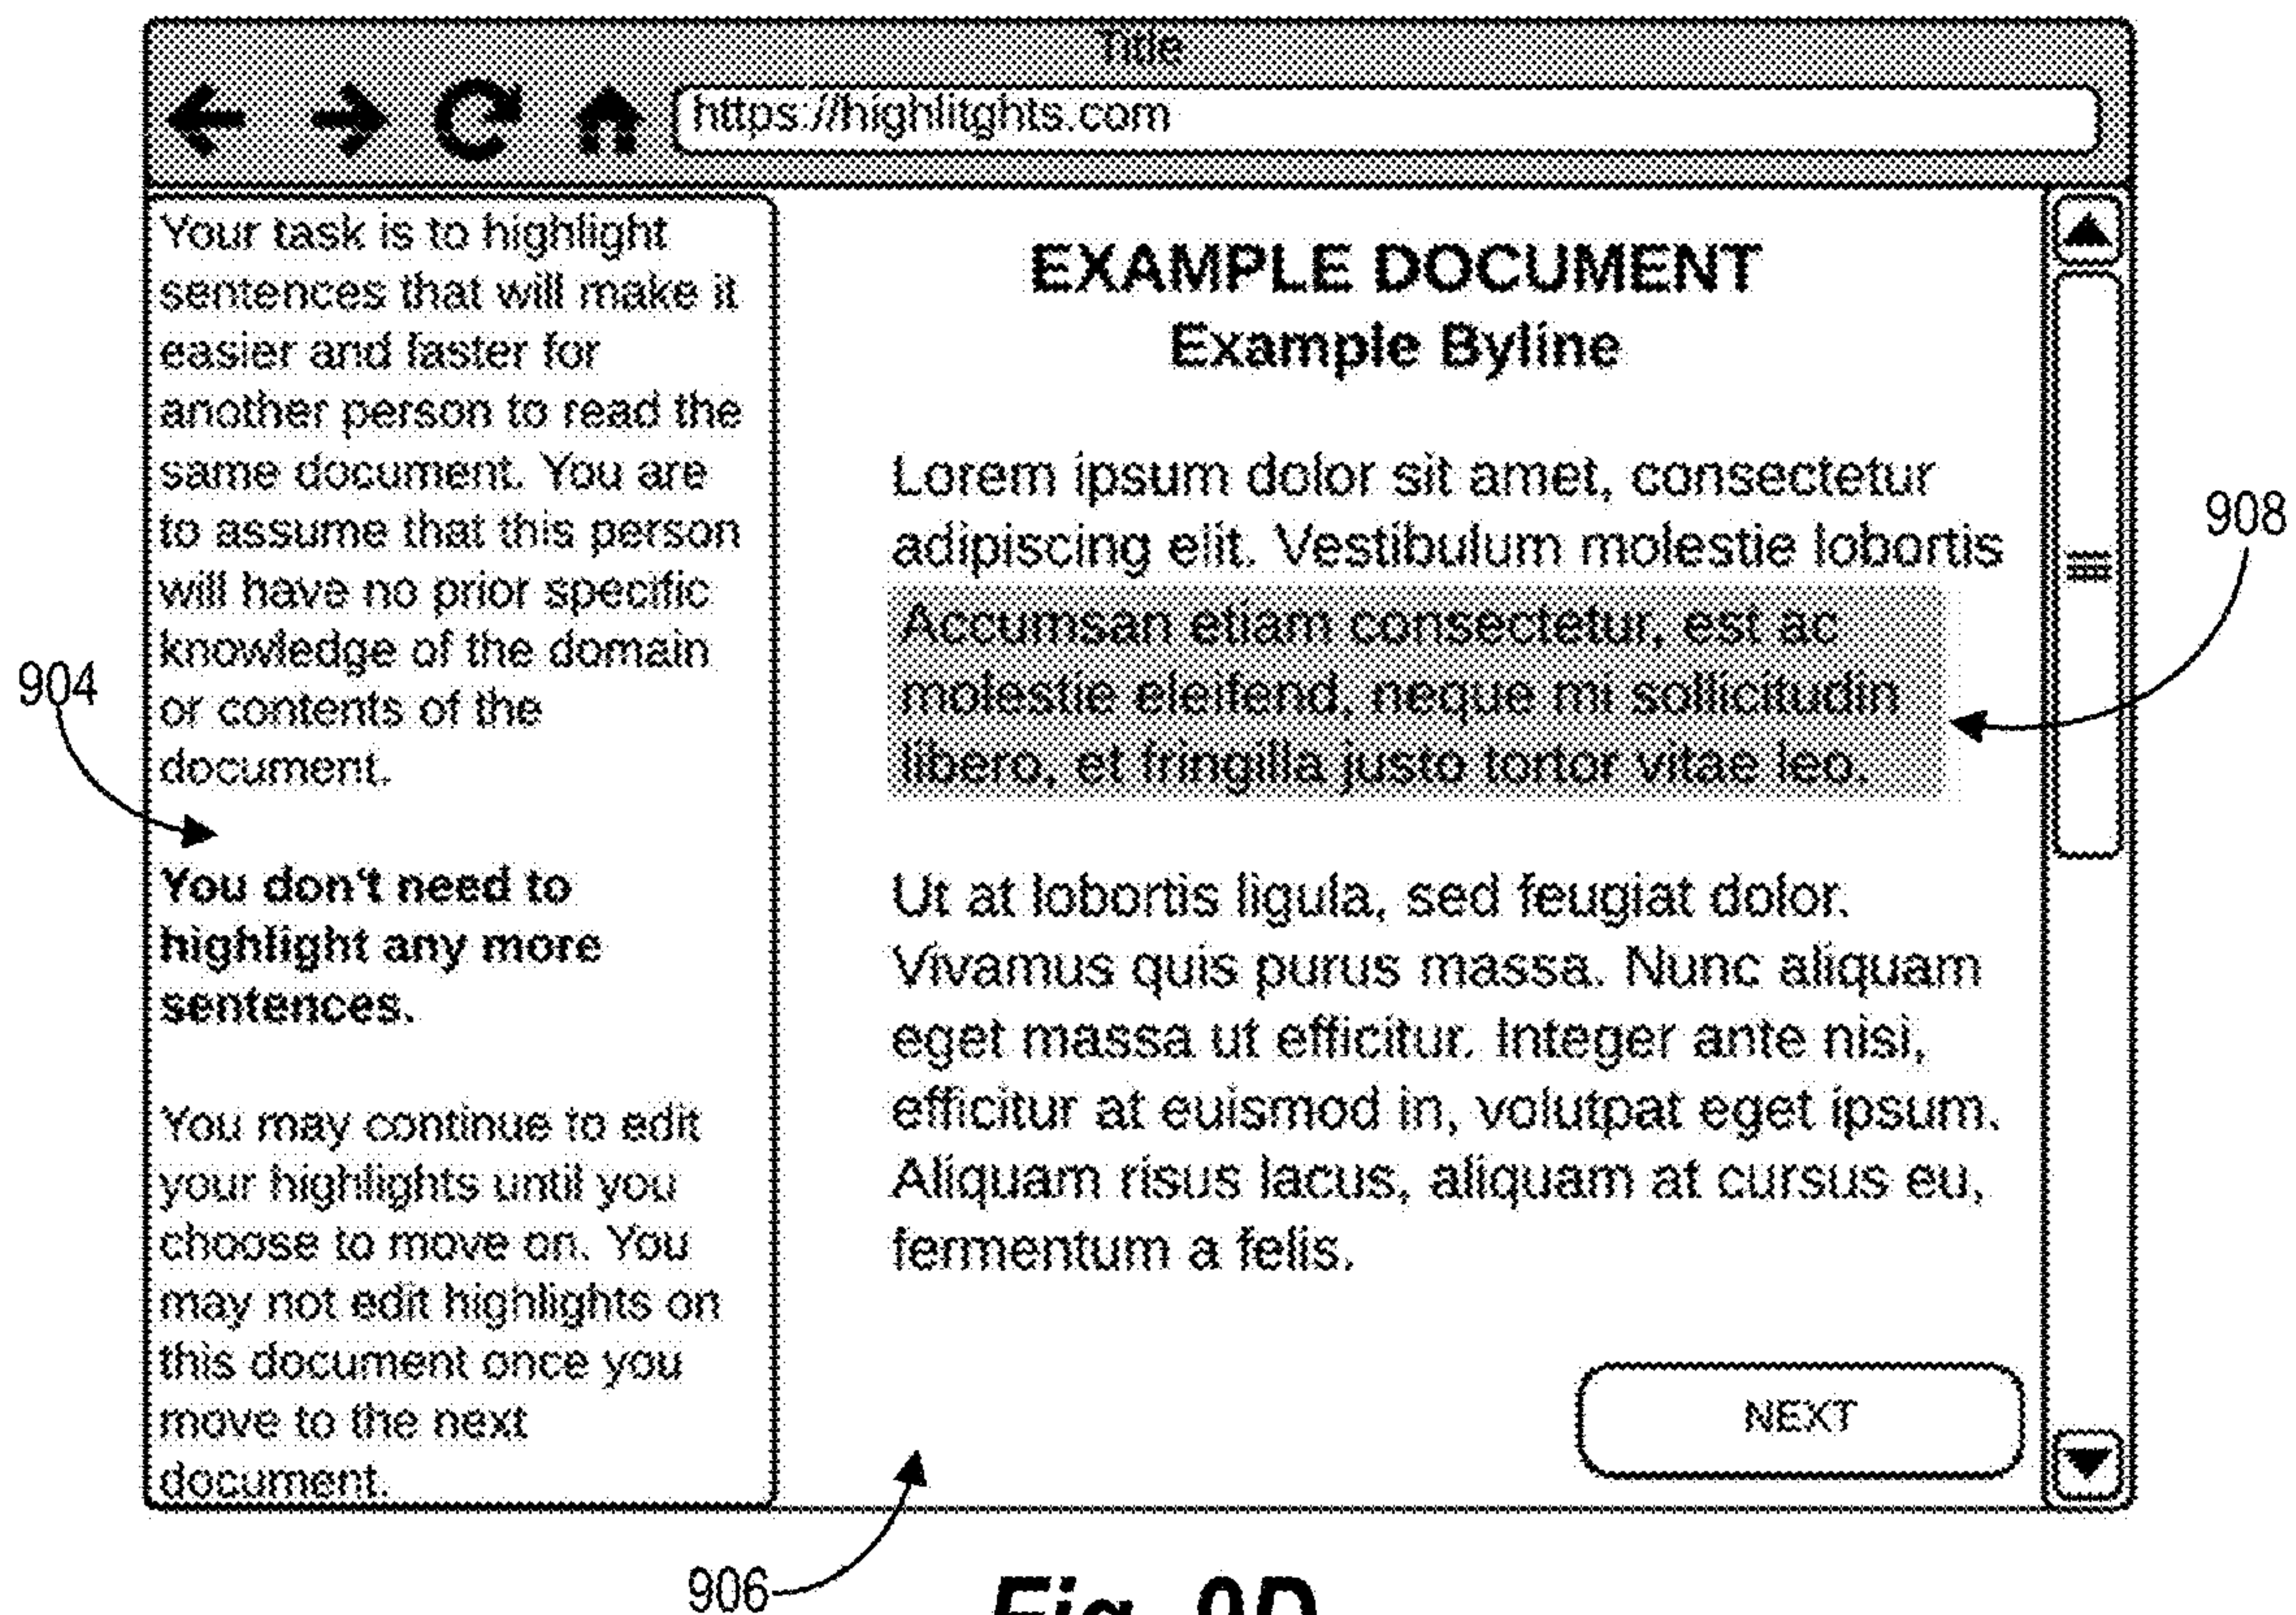 Title
https://highlitghts.com
Your task is to highlight
sentences that will make it
easier and faster for
another person to read the
same document. You are
to assume that this person
will have no prior specific
knowledge of the domain
or contents of the
document.
You don't need to
highlight any more
sentences.
You may continue to edit
your highlights until you
choose to move on. You
may not edit highlights on
this document once you
move to the next
document.
EXAMPLE DOCUMENT
Example Byline
Lorem ipsum dolor sit amet, consectetur
adipiscing elit. Vestibulum molestie lobortis
Accumsan etiam consectetur, est ac
molestie eleifend, neque mi sollicitudin
libero, et fringilla justo tortor vitae leo.
Ut at lobortis ligula, sed feugiat dolor.
Vivamus quis purus massa. Nunc aliquam
eget massa ut efficitur. Integer ante nisi,
efficitur at euismod in, volutpat eget ipsum.
Aliquam risus lacus, aliquam at cursus eu,
fermentum a felis.
NEXT
904
908
906
Fig. 9D